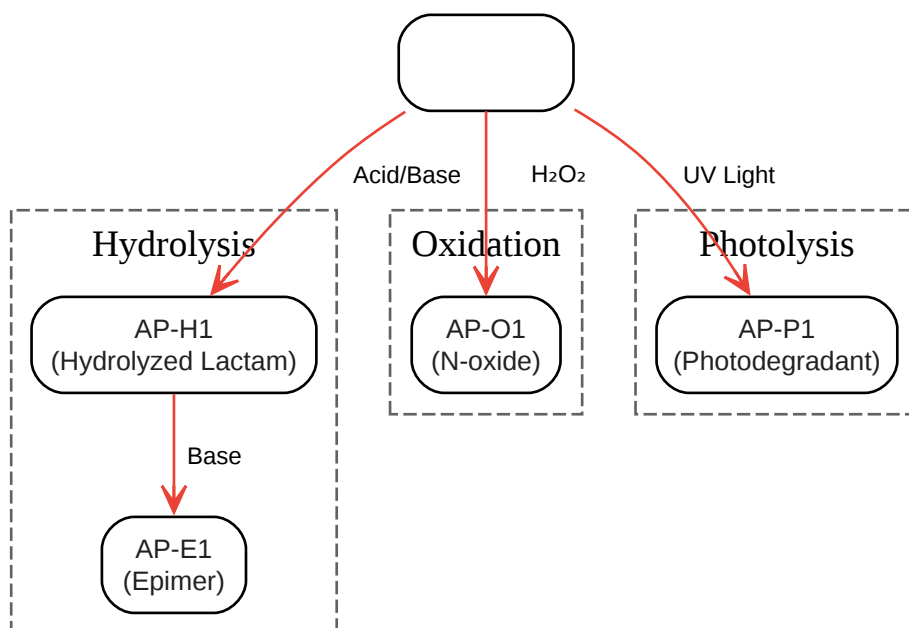 Acid/Base
H₂O₂
UV Light
Hydrolysis
Oxidation
Photolysis
AP-H1
(Hydrolyzed Lactam)
AP-O1
(N-oxide)
AP-P1
(Photodegradant)
Base
AP-E1
(Epimer)